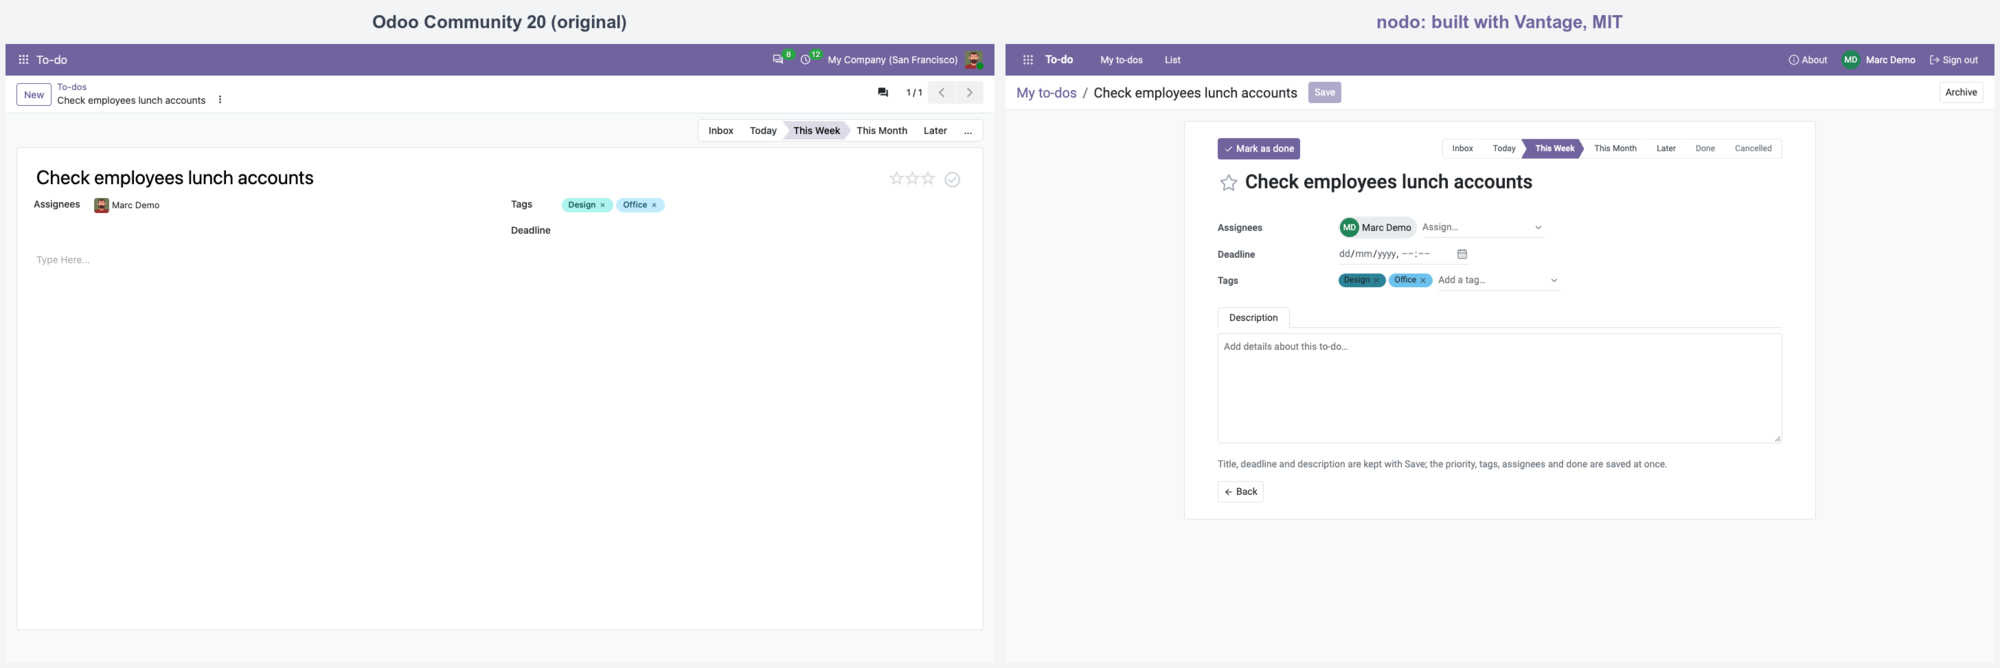 Odoo Community 20 (original)
nodo: built with Vantage, MIT
To-do
8
12
My Company (San Francisco)
New
To-dos
Check employees lunch accounts
1 / 1
Inbox
Today
This Week
This Month
Later
...
Check employees lunch accounts
Assignees
Marc Demo
Tags
Design ×
Office ×
Deadline
Type Here...
To-do
My to-dos
List
About
MD
Marc Demo
Sign out
My to-dos / Check employees lunch accounts
Save
Archive
Mark as done
Inbox
Today
This Week
This Month
Later
Done
Cancelled
Check employees lunch accounts
Assignees
MD Marc Demo
Assign...
Deadline
dd/mm/yyyy, --:--
Tags
Design ×
Office ×
Add a tag...
Description
Add details about this to-do...
Title, deadline and description are kept with Save; the priority, tags, assignees and done are saved at once.
← Back